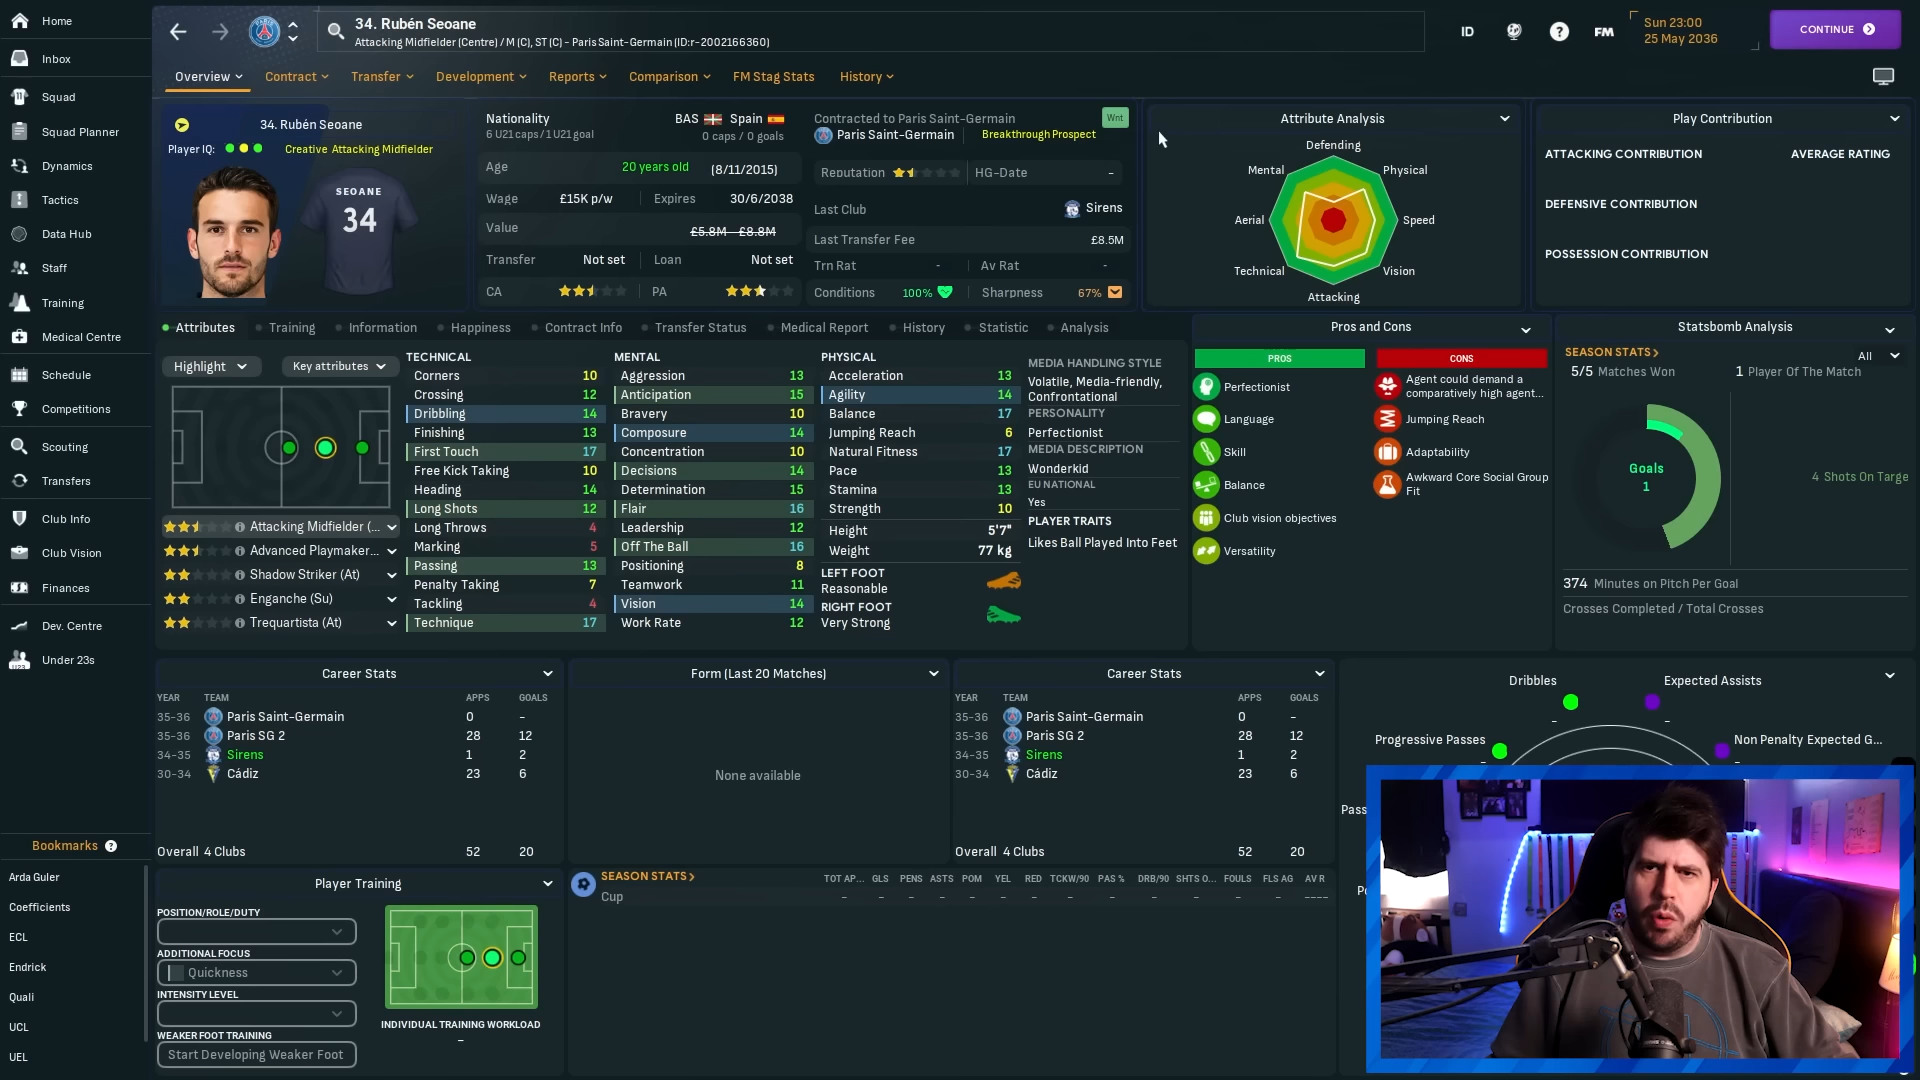 Home
Inbox
Squad
Squad Planner
Dynamics
Tactics
Data Hub
Staff
Training
Medical Centre
Schedule
Competitions
Scouting
Transfers
Club Info
Club Vision
Finances
Dev. Centre
Under 23s
Bookmarks ?
Arda Guler
Coefficients
ECL
Endrick
Quali
UCL
UEL
34. Rubén Seoane
Attacking Midfielder (Centre) / M (C), ST (C) - Paris Saint-Germain (ID:r-2002166360)
ID
?
FM
Sun 23:00
25 May 2036
CONTINUE
Overview
Contract
Transfer
Development
Reports
Comparison
FM Stag Stats
History
34. Rubén Seoane
Player IQ:
Creative Attacking Midfielder
SEOANE
34
Nationality
BAS Spain
6 U21 caps / 1 U21 goal
0 caps / 0 goals
Age 20 years old (8/11/2015)
Wage £15K p/w Expires 30/6/2038
Value £5.8M - £8.8M
Transfer Not set Loan Not set
CA PA
Contracted to Paris Saint-Germain
Wnt
Paris Saint-Germain Breakthrough Prospect
Reputation HG-Date -
Last Club Sirens
Last Transfer Fee £8.5M
Trn Rat - Av Rat -
Conditions 100% Sharpness 67%
Attribute Analysis
Defending
Mental
Physical
Aerial
Speed
Technical
Vision
Attacking
Play Contribution
ATTACKING CONTRIBUTION AVERAGE RATING
DEFENSIVE CONTRIBUTION
POSSESSION CONTRIBUTION
Attributes
Training
Information
Happiness
Contract Info
Transfer Status
Medical Report
History
Statistic
Analysis
Highlight
Key attributes
Attacking Midfielder (...
Advanced Playmaker...
Shadow Striker (At)
Enganche (Su)
Trequartista (At)
TECHNICAL
Corners 10
Crossing 12
Dribbling 14
Finishing 13
First Touch 17
Free Kick Taking 10
Heading 14
Long Shots 12
Long Throws 4
Marking 5
Passing 13
Penalty Taking 7
Tackling 4
Technique 17
MENTAL
Aggression 13
Anticipation 15
Bravery 10
Composure 14
Concentration 10
Decisions 14
Determination 15
Flair 16
Leadership 12
Off The Ball 16
Positioning 8
Teamwork 11
Vision 14
Work Rate 12
PHYSICAL
Acceleration 13
Agility 14
Balance 17
Jumping Reach 6
Natural Fitness 17
Pace 13
Stamina 13
Strength 10
Height 5'7"
Weight 77 kg
LEFT FOOT
Reasonable
RIGHT FOOT
Very Strong
MEDIA HANDLING STYLE
Volatile, Media-friendly,
Confrontational
PERSONALITY
Perfectionist
MEDIA DESCRIPTION
Wonderkid
EU NATIONAL
Yes
PLAYER TRAITS
Likes Ball Played Into Feet
Pros and Cons
PROS
Perfectionist
Language
Skill
Balance
Club vision objectives
Versatility
CONS
Agent could demand a
comparatively high agent...
Jumping Reach
Adaptability
Awkward Core Social Group
Fit
Statsbomb Analysis
SEASON STATS >
All
5/5 Matches Won
1 Player Of The Match
Goals
1
4 Shots On Targe
374 Minutes on Pitch Per Goal
Crosses Completed / Total Crosses
Career Stats
YEAR TEAM APPS GOALS
35-36 Paris Saint-Germain 0 -
35-36 Paris SG 2 28 12
34-35 Sirens 1 2
30-34 Cádiz 23 6
Overall 4 Clubs 52 20
Form (Last 20 Matches)
None available
Career Stats
YEAR TEAM APPS GOALS
35-36 Paris Saint-Germain 0 -
35-36 Paris SG 2 28 12
34-35 Sirens 1 2
30-34 Cádiz 23 6
Overall 4 Clubs 52 20
Dribbles
-
Expected Assists
-
Progressive Passes
-
Non Penalty Expected G...
-
Pass
Po
Player Training
POSITION/ROLE/DUTY
ADDITIONAL FOCUS
Quickness
INTENSITY LEVEL
WEAKER FOOT TRAINING
Start Developing Weaker Foot
INDIVIDUAL TRAINING WORKLOAD
-
SEASON STATS > TOT AP... GLS PENS ASTS POM YEL RED TCKW/90 PAS % DRB/90 SHTS O... FOULS FLS AG AV R
Cup - - - - - - - - - - - - - ----